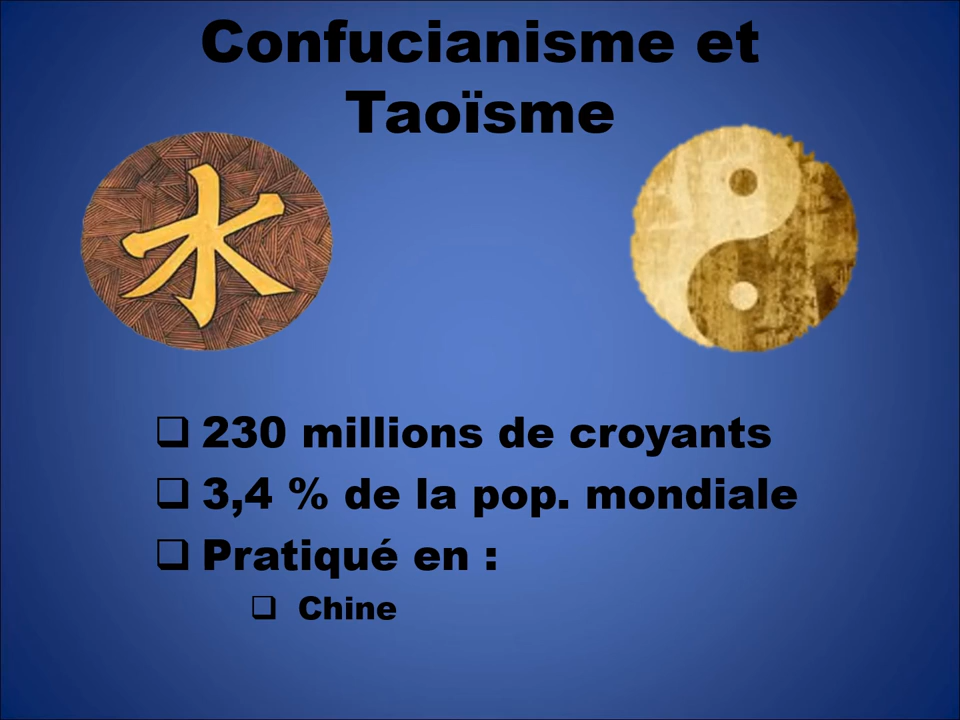 Confucianisme et
Taoïsme
水
230 millions de croyants
3,4 % de la pop. mondiale
Pratiqué en :
Chine